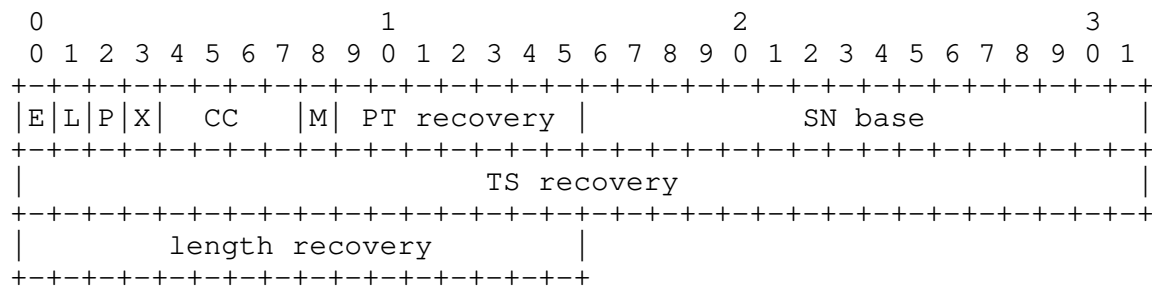 0                   1                   2                   3
 0 1 2 3 4 5 6 7 8 9 0 1 2 3 4 5 6 7 8 9 0 1 2 3 4 5 6 7 8 9 0 1
+-+-+-+-+-+-+-+-+-+-+-+-+-+-+-+-+-+-+-+-+-+-+-+-+-+-+-+-+-+-+-+-+
|E|L|P|X|  CC   |M| PT recovery |            SN base            |
+-+-+-+-+-+-+-+-+-+-+-+-+-+-+-+-+-+-+-+-+-+-+-+-+-+-+-+-+-+-+-+-+
|                          TS recovery                          |
+-+-+-+-+-+-+-+-+-+-+-+-+-+-+-+-+-+-+-+-+-+-+-+-+-+-+-+-+-+-+-+-+
|        length recovery        |
+-+-+-+-+-+-+-+-+-+-+-+-+-+-+-+-+